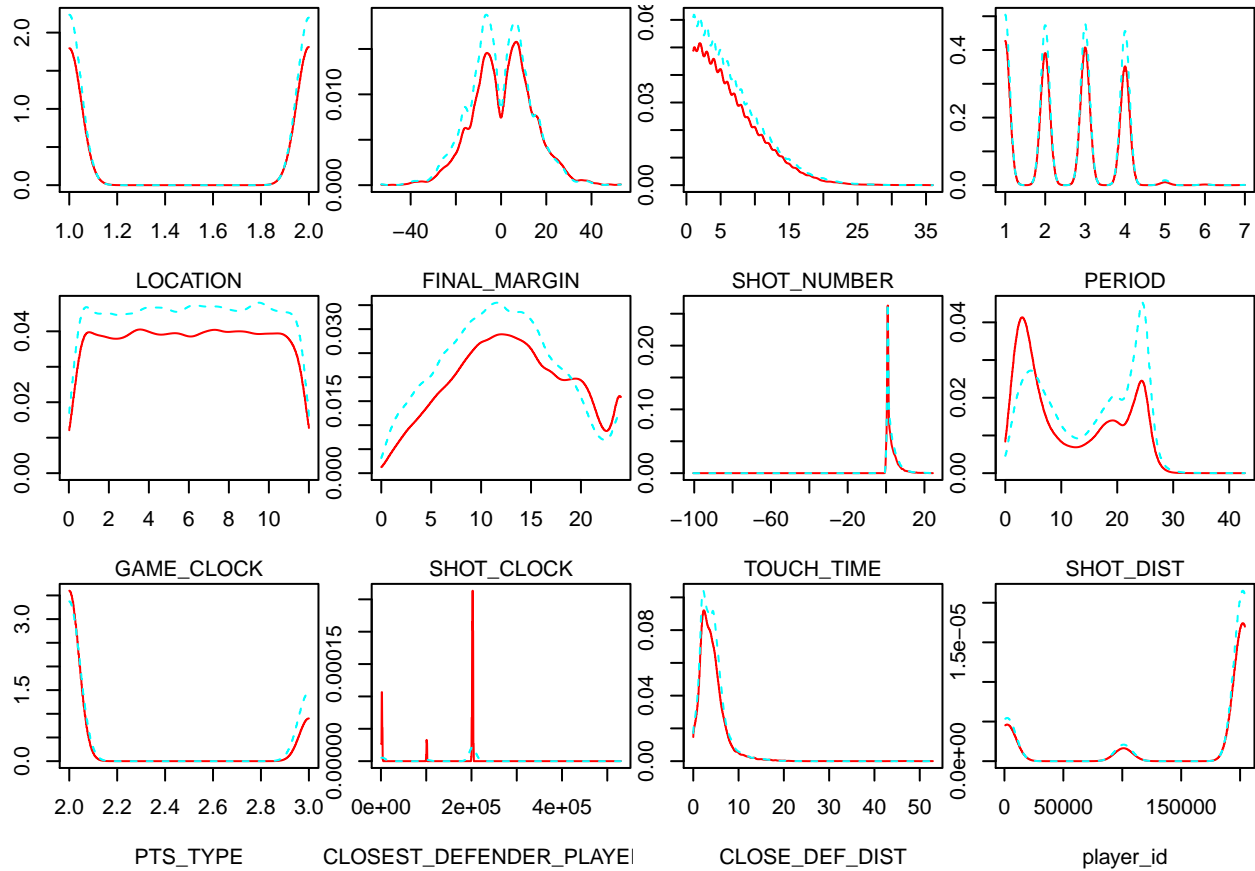 0.0 1.0 2.0
0.000 0.010
0.00 0.03 0.06
0.0 0.2 0.4
1.0 1.2 1.4 1.6 1.8 2.0
−40 0 20 40
1 5 15 25 35
1 2 3 4 5 6 7
LOCATION FINAL_MARGIN SHOT_NUMBER PERIOD
0.00 0.02 0.04
0.000 0.015 0.030
0.00 0.10 0.20
0.00 0.02 0.04
0 2 4 6 8 10
0 5 10 15 20
−100 −60 −20 20
0 10 20 30 40
GAME_CLOCK SHOT_CLOCK TOUCH_TIME SHOT_DIST
0.0 1.5 3.0
0.00000 0.00015
0.00 0.04 0.08
0.0e+00 1.5e−05
2.0 2.2 2.4 2.6 2.8 3.0
0e+00 2e+05 4e+05
0 10 20 30 40 50
0 50000 150000
PTS_TYPE CLOSEST_DEFENDER_PLAYE CLOSE_DEF_DIST player_id